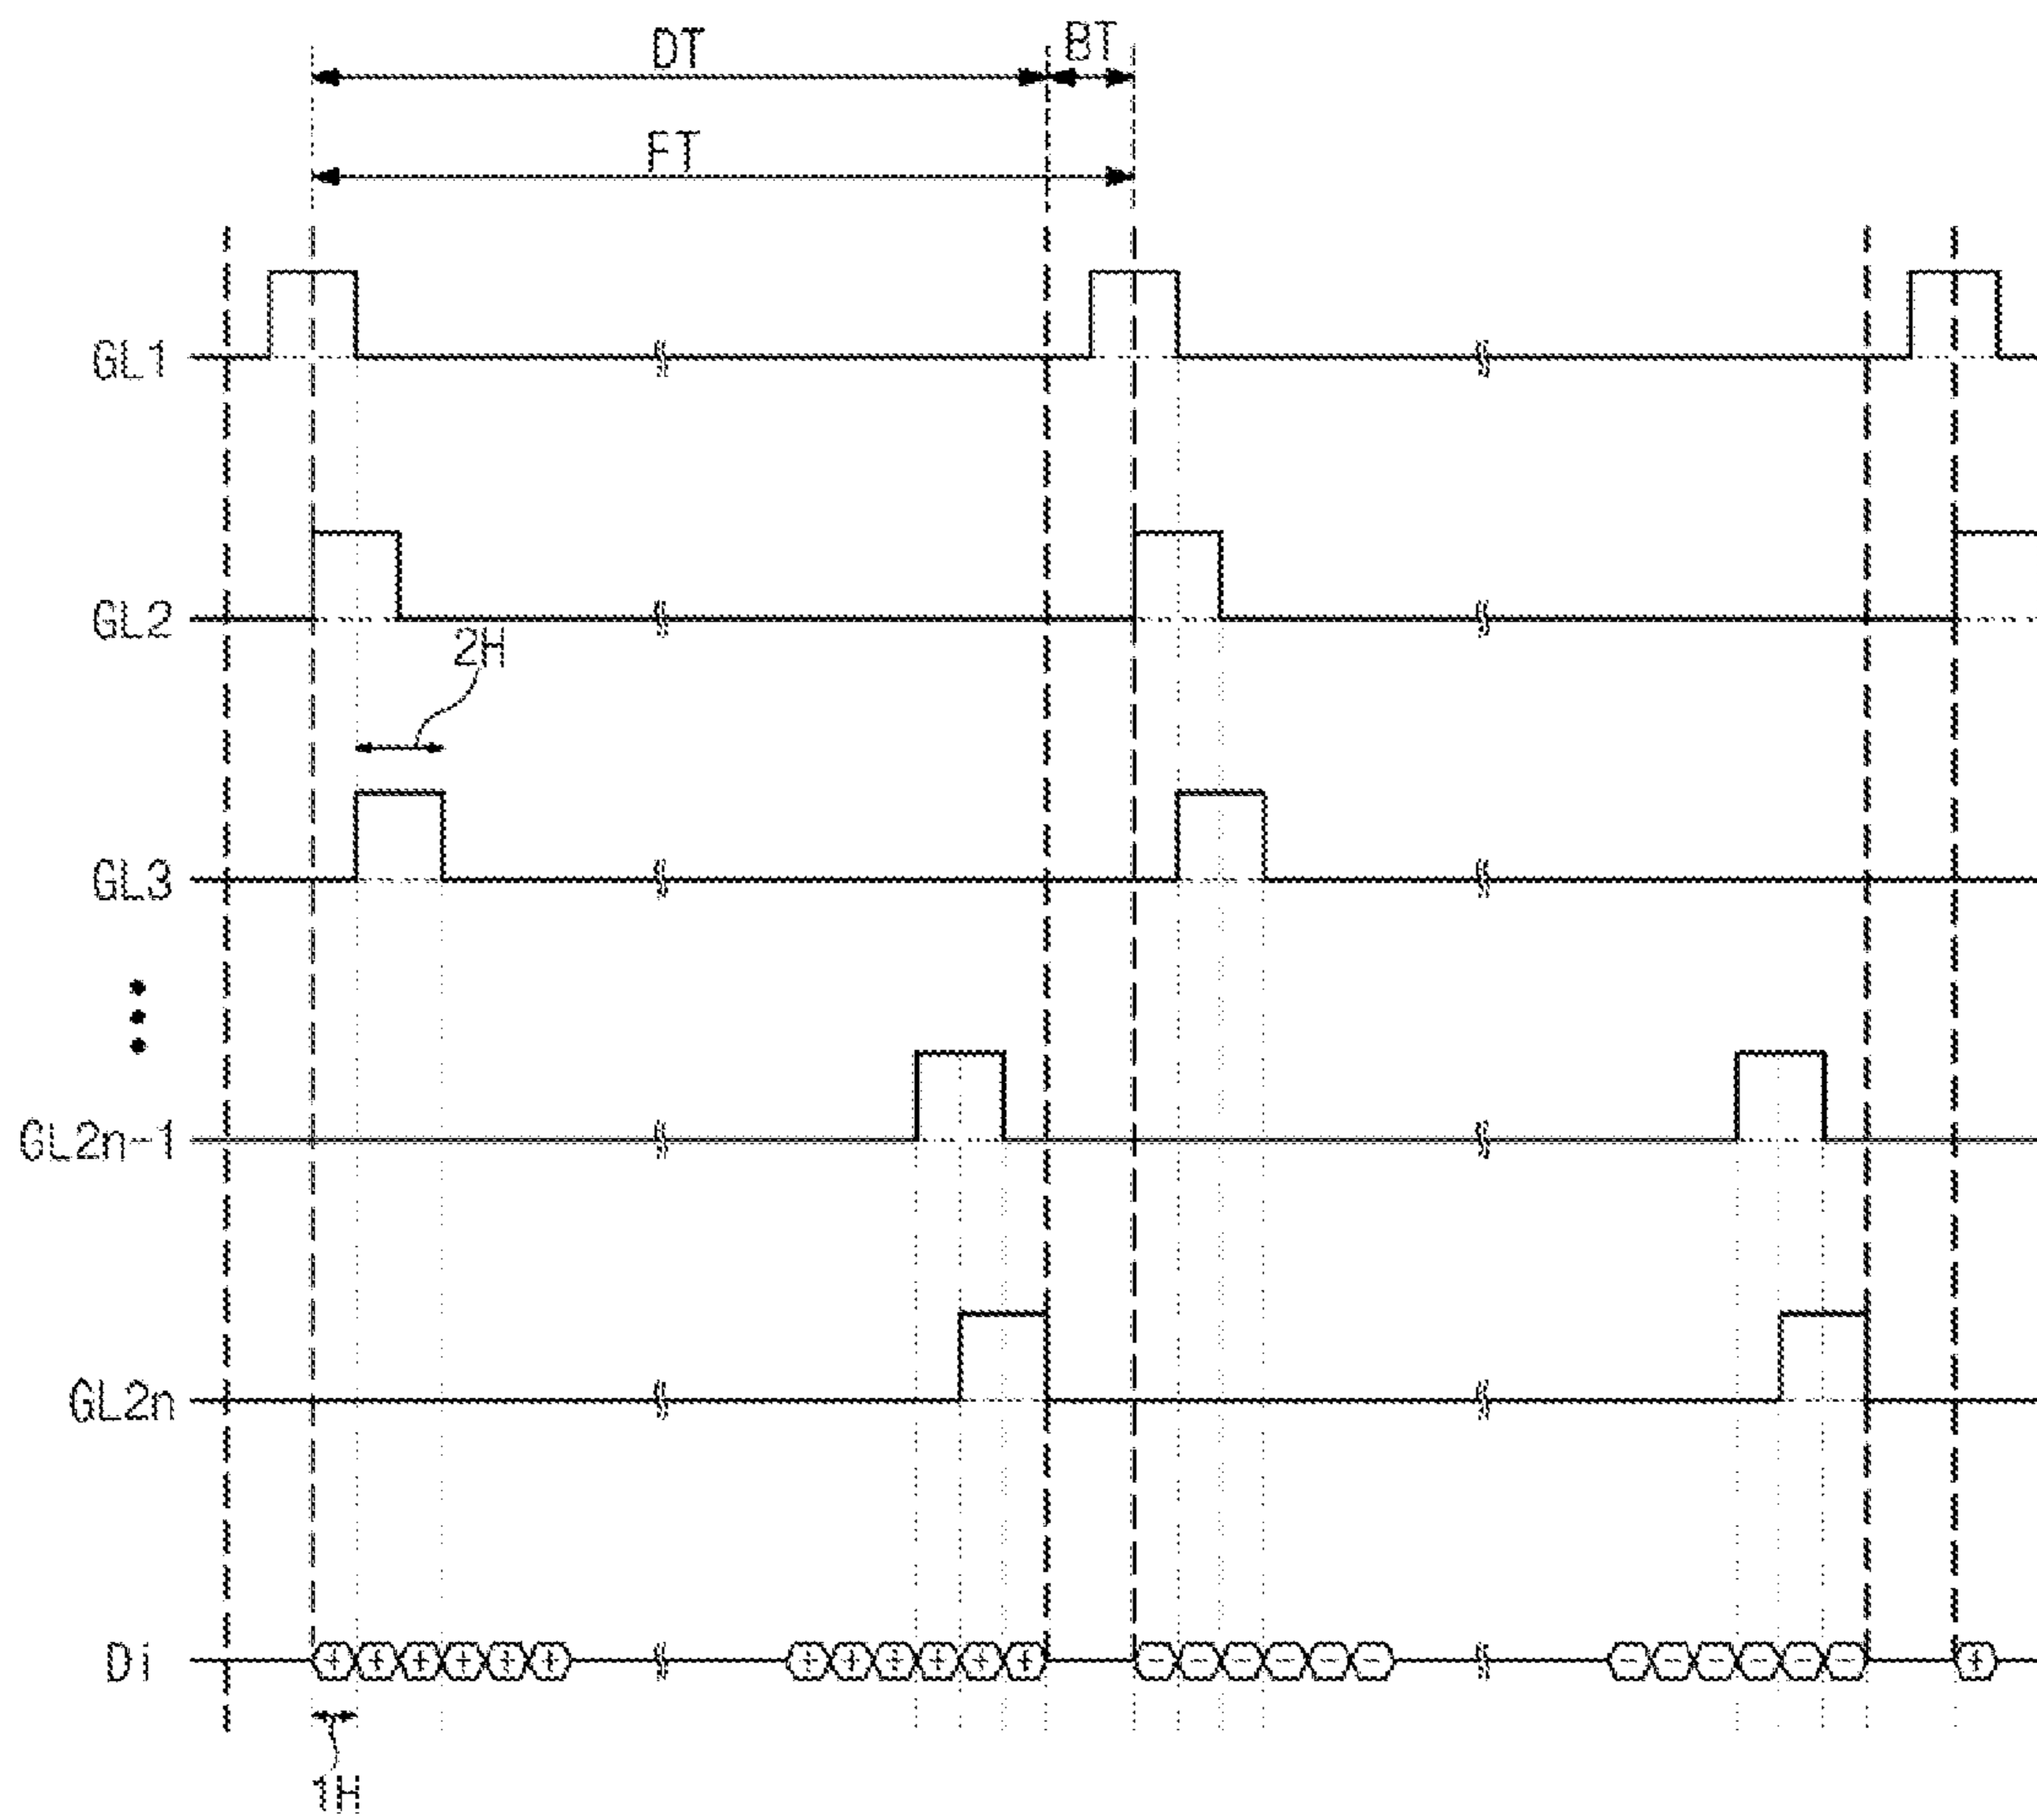 DT
BT
FT
GL1
GL2
2H
GL3
GL2n-1
GL2n
Di + + + + + + + + + + + + - - - - - - - - - - - - +
1H